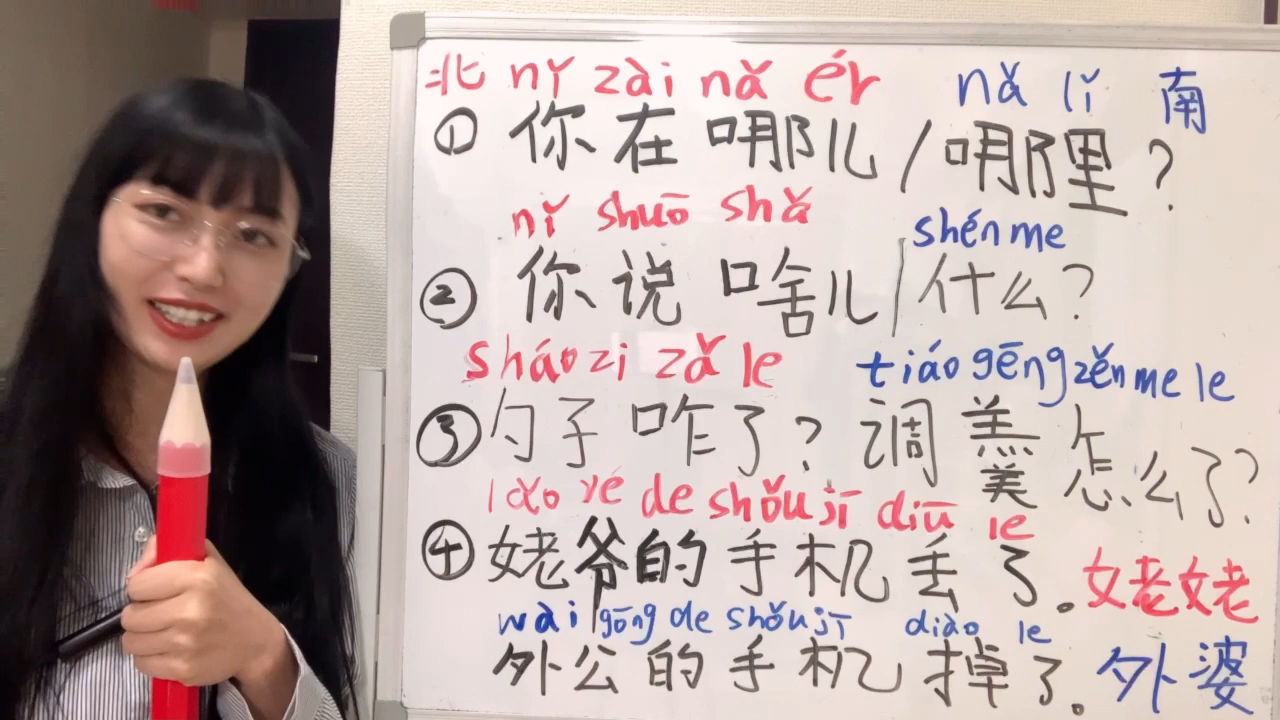 北 nǐ zài nǎ ér nǎ lǐ 南
① 你在哪儿/哪里?
nǐ shuō shǎ shénme
② 你说啥儿/什么?
sháo zi zǎ le tiáo gēng zěn me le
③ 勺子咋了? 调羹怎么了?
lǎo yé de shǒu jī diū le
④ 姥爷的手机丢了。姥姥
wài gōng de shǒu jī diào le
外公的手机掉了。外婆